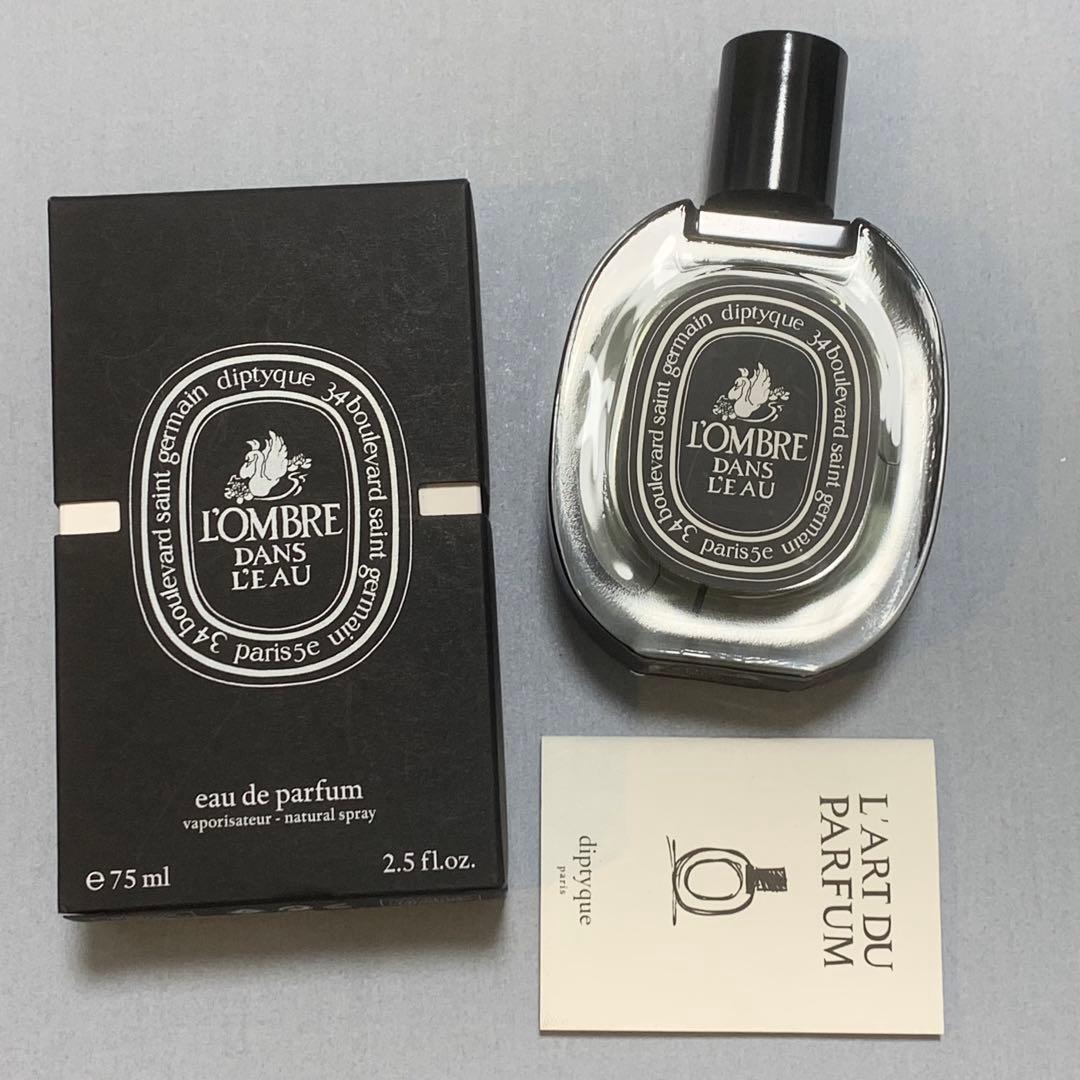 34 boulevard saint germain diptyque 34 boulevard saint germain paris5e
L'OMBRE
DANS
L'EAU
eau de parfum
vaporisateur - natural spray
e 75 ml
2.5 fl.oz.
34 boulevard saint germain diptyque 34 boulevard saint germain paris5e
L'OMBRE
DANS
L'EAU
L'ART DU
PARFUM
diptyque
paris